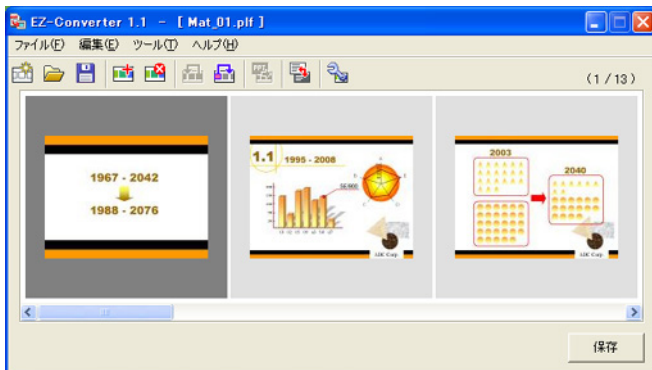 EZ-Converter 1.1 - [ Mat_01.plf ]
ファイル(F) 編集(E) ツール(T) ヘルプ(H)
(1 / 13)
1967 - 2042
1988 - 2076
1.1 1995 - 2008
2003
2040
保存